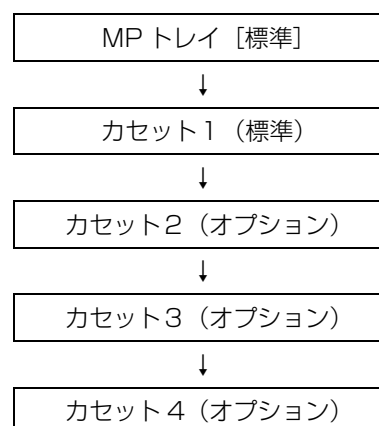 MP トレイ［標準］
↓
カセット1（標準）
↓
カセット2（オプション）
↓
カセット3（オプション）
↓
カセット4（オプション）